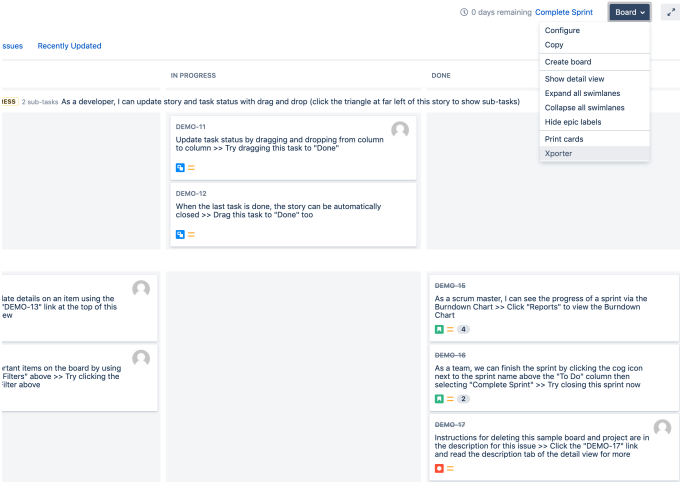 0 days remaining Complete Sprint Board
Configure
Copy
Create board
Show detail view
Expand all swimlanes
Collapse all swimlanes
Hide epic labels
Print cards
Xporter
ssues Recently Updated
IN PROGRESS DONE
ESS 2 sub-tasks As a developer, I can update story and task status with drag and drop (click the triangle at far left of this story to show sub-tasks)
DEMO-11
Update task status by dragging and dropping from column
to column >> Try dragging this task to "Done"
DEMO-12
When the last task is done, the story can be automatically
closed >> Drag this task to "Done" too
late details on an item using the
"DEMO-13" link at the top of this
ew
rtant items on the board by using
Filters" above >> Try clicking the
filter above
DEMO-15
As a scrum master, I can see the progress of a sprint via the
Burndown Chart >> Click "Reports" to view the Burndown
Chart
4
DEMO-16
As a team, we can finish the sprint by clicking the cog icon
next to the sprint name above the "To Do" column then
selecting "Complete Sprint" >> Try closing this sprint now
2
DEMO-17
Instructions for deleting this sample board and project are in
the description for this issue >> Click the "DEMO-17" link
and read the description tab of the detail view for more